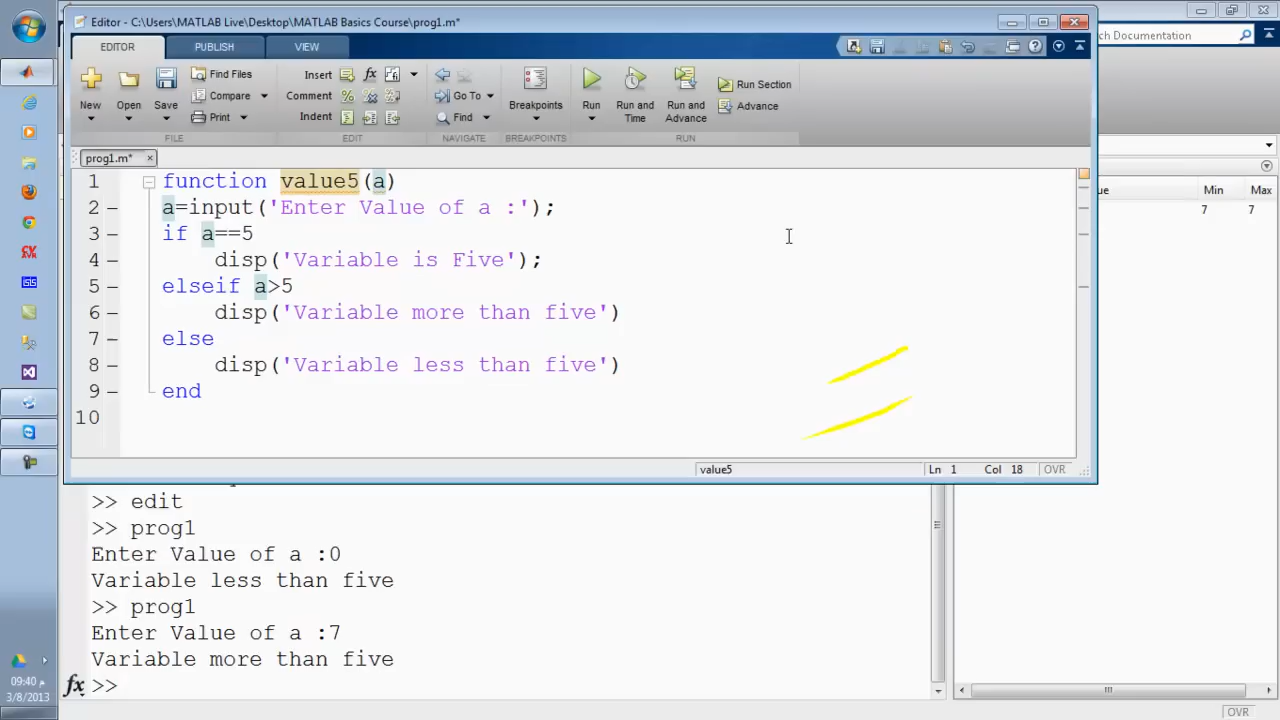 Editor - C:\Users\MATLAB Live\Desktop\MATLAB Basics Course\prog1.m*
ch Documentation
EDITOR PUBLISH VIEW
New Open Save
Find Files
Compare
Print
FILE
Insert
Comment
Indent
EDIT
Go To
Find
NAVIGATE
Breakpoints
BREAKPOINTS
Run Run and Time Run and Advance
Run Section
Advance
RUN
prog1.m*
ue Min Max
7 7
1 function value5(a)
2 a=input('Enter Value of a :');
3 if a==5
4 disp('Variable is Five');
5 elseif a>5
6 disp('Variable more than five')
7 else
8 disp('Variable less than five')
9 end
10
value5 Ln 1 Col 18 OVR
>> edit
>> prog1
Enter Value of a :0
Variable less than five
>> prog1
Enter Value of a :7
Variable more than five
fx >>
09:40 م
3/8/2013
OVR